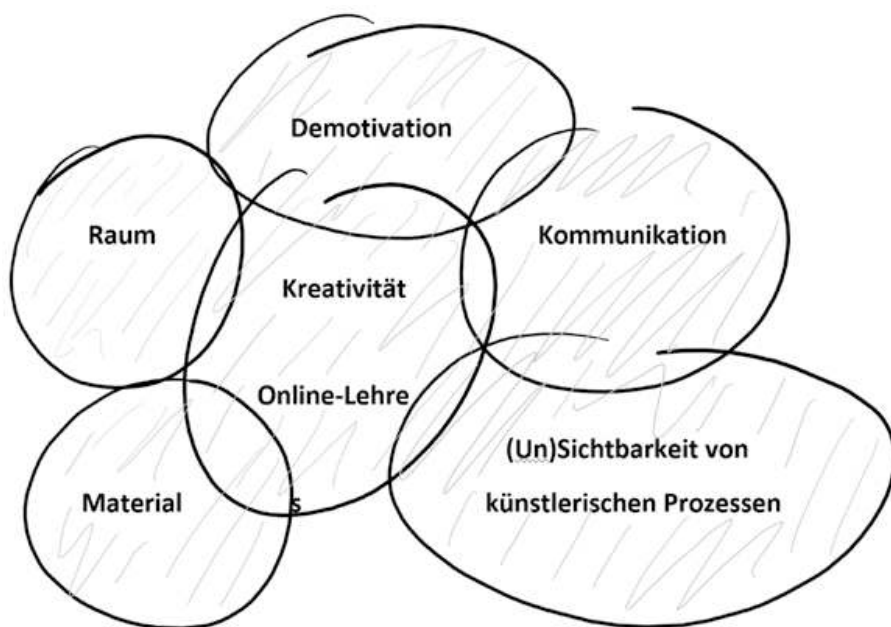 Demotivation
Raum
Kommunikation
Kreativität
Online-Lehre
(Un)Sichtbarkeit von
künstlerischen Prozessen
Material
s